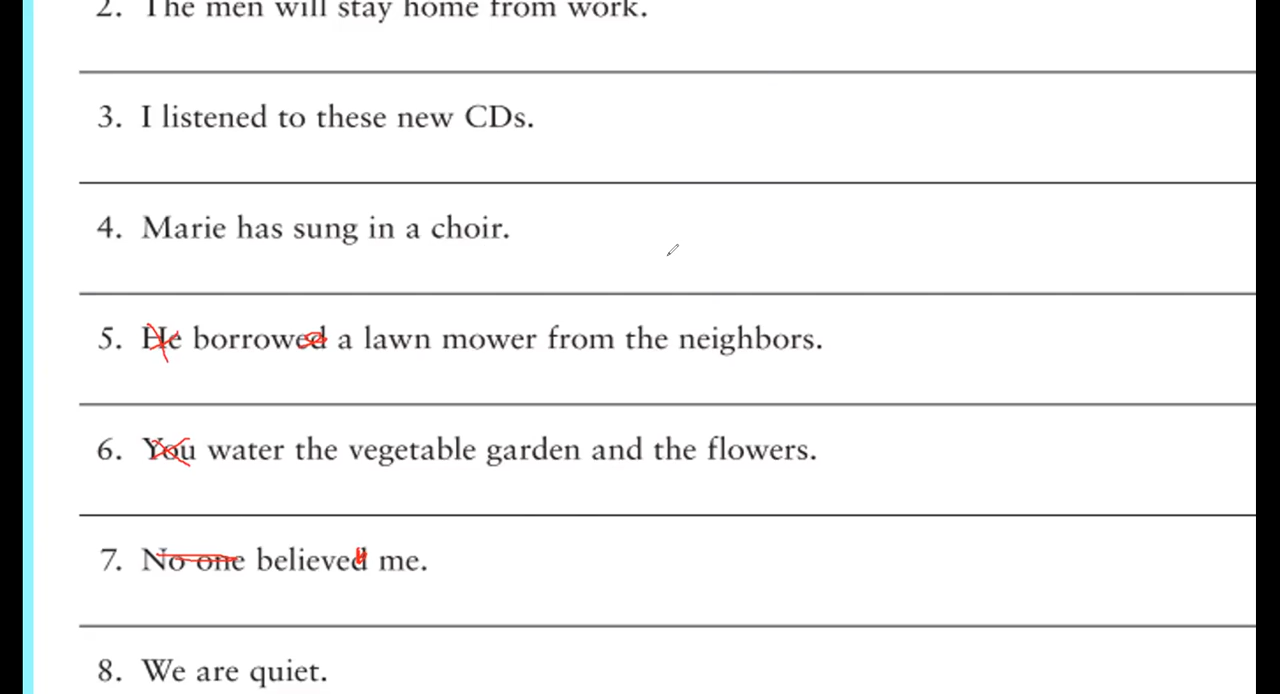 2. The men will stay home from work.
3. I listened to these new CDs.
4. Marie has sung in a choir.
5. He borrowed a lawn mower from the neighbors.
6. You water the vegetable garden and the flowers.
7. No one believed me.
8. We are quiet.